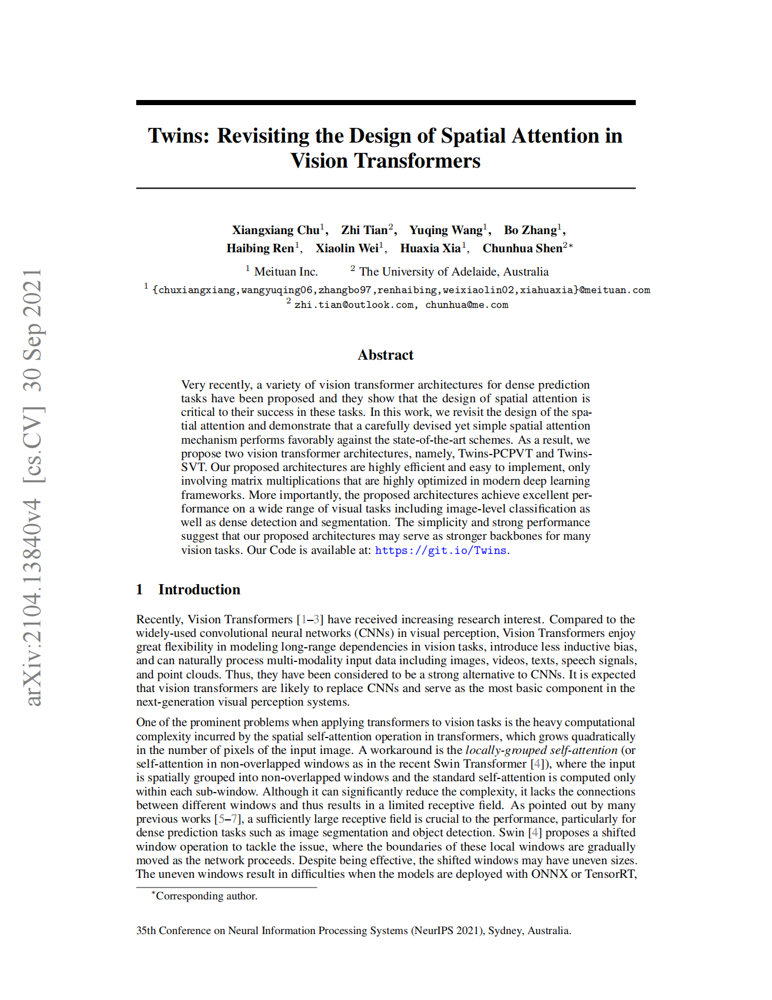 arXiv:2104.13840v4 [cs.CV] 30 Sep 2021
Twins: Revisiting the Design of Spatial Attention in
Vision Transformers
Xiangxiang Chu1, Zhi Tian2, Yuqing Wang1, Bo Zhang1,
Haibing Ren1, Xiaolin Wei1, Huaxia Xia1, Chunhua Shen2*
1 Meituan Inc. 2 The University of Adelaide, Australia
1 {chuxiangxiang,wangyuqing06,zhangbo97,renhaibing,weixiaolin02,xiahuaxia}@meituan.com
2 zhi.tian@outlook.com, chunhua@me.com
Abstract
Very recently, a variety of vision transformer architectures for dense prediction
tasks have been proposed and they show that the design of spatial attention is
critical to their success in these tasks. In this work, we revisit the design of the spa-
tial attention and demonstrate that a carefully devised yet simple spatial attention
mechanism performs favorably against the state-of-the-art schemes. As a result, we
propose two vision transformer architectures, namely, Twins-PCPVT and Twins-
SVT. Our proposed architectures are highly efficient and easy to implement, only
involving matrix multiplications that are highly optimized in modern deep learning
frameworks. More importantly, the proposed architectures achieve excellent per-
formance on a wide range of visual tasks including image-level classification as
well as dense detection and segmentation. The simplicity and strong performance
suggest that our proposed architectures may serve as stronger backbones for many
vision tasks. Our Code is available at: https://git.io/Twins.
1 Introduction
Recently, Vision Transformers [1–3] have received increasing research interest. Compared to the
widely-used convolutional neural networks (CNNs) in visual perception, Vision Transformers enjoy
great flexibility in modeling long-range dependencies in vision tasks, introduce less inductive bias,
and can naturally process multi-modality input data including images, videos, texts, speech signals,
and point clouds. Thus, they have been considered to be a strong alternative to CNNs. It is expected
that vision transformers are likely to replace CNNs and serve as the most basic component in the
next-generation visual perception systems.
One of the prominent problems when applying transformers to vision tasks is the heavy computational
complexity incurred by the spatial self-attention operation in transformers, which grows quadratically
in the number of pixels of the input image. A workaround is the locally-grouped self-attention (or
self-attention in non-overlapped windows as in the recent Swin Transformer [4]), where the input
is spatially grouped into non-overlapped windows and the standard self-attention is computed only
within each sub-window. Although it can significantly reduce the complexity, it lacks the connections
between different windows and thus results in a limited receptive field. As pointed out by many
previous works [5–7], a sufficiently large receptive field is crucial to the performance, particularly for
dense prediction tasks such as image segmentation and object detection. Swin [4] proposes a shifted
window operation to tackle the issue, where the boundaries of these local windows are gradually
moved as the network proceeds. Despite being effective, the shifted windows may have uneven sizes.
The uneven windows result in difficulties when the models are deployed with ONNX or TensorRT,
*Corresponding author.
35th Conference on Neural Information Processing Systems (NeurIPS 2021), Sydney, Australia.